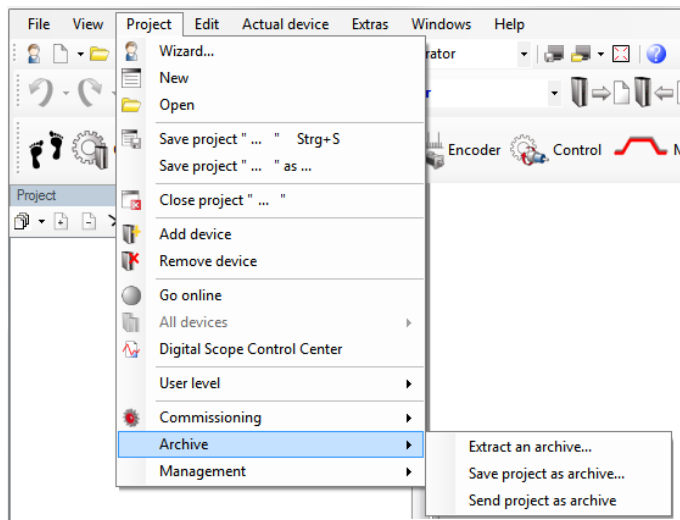 File View Project Edit Actual device Extras Windows Help
Wizard...
rator
New
Open
Save project " ... " Strg+S
Save project " ... " as ...
Encoder Control
Project
Close project " ... "
Add device
Remove device
Go online
All devices
Digital Scope Control Center
User level
Commissioning
Archive
Extract an archive...
Management
Save project as archive...
Send project as archive